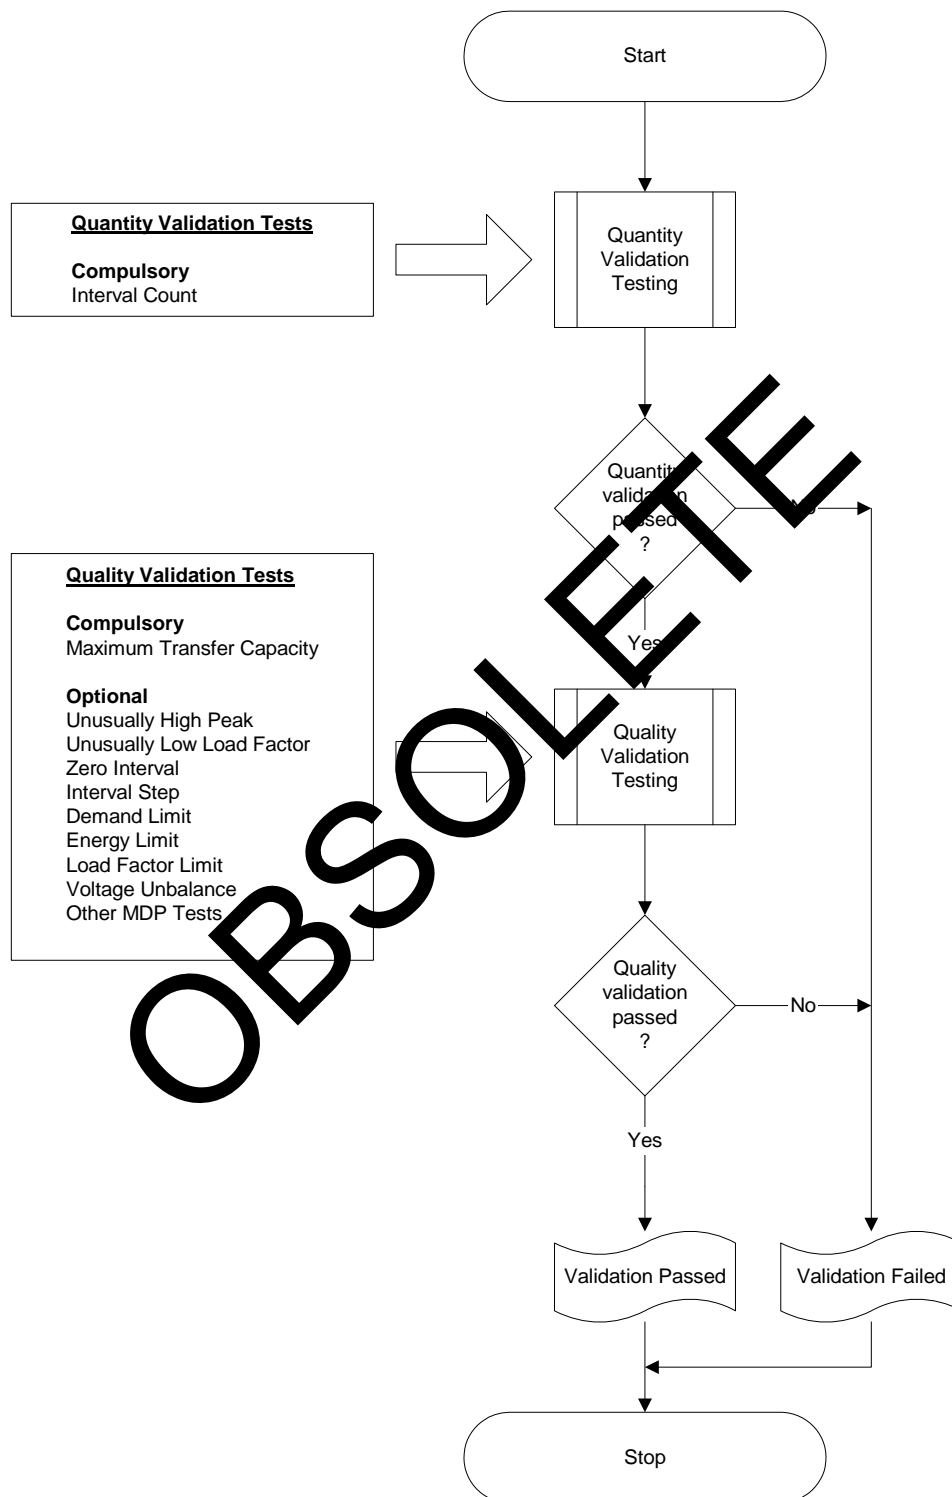 Start
Quantity Validation Tests
Compulsory
Interval Count
Quantity
Validation
Testing
Quantity
validation
passed
?
No
Yes
Quality Validation Tests
Compulsory
Maximum Transfer Capacity
Optional
Unusually High Peak
Unusually Low Load Factor
Zero Interval
Interval Step
Demand Limit
Energy Limit
Load Factor Limit
Voltage Unbalance
Other MDP Tests
Quality
Validation
Testing
Quality
validation
passed
?
No
Yes
Validation Passed
Validation Failed
Stop
OBSOLETE